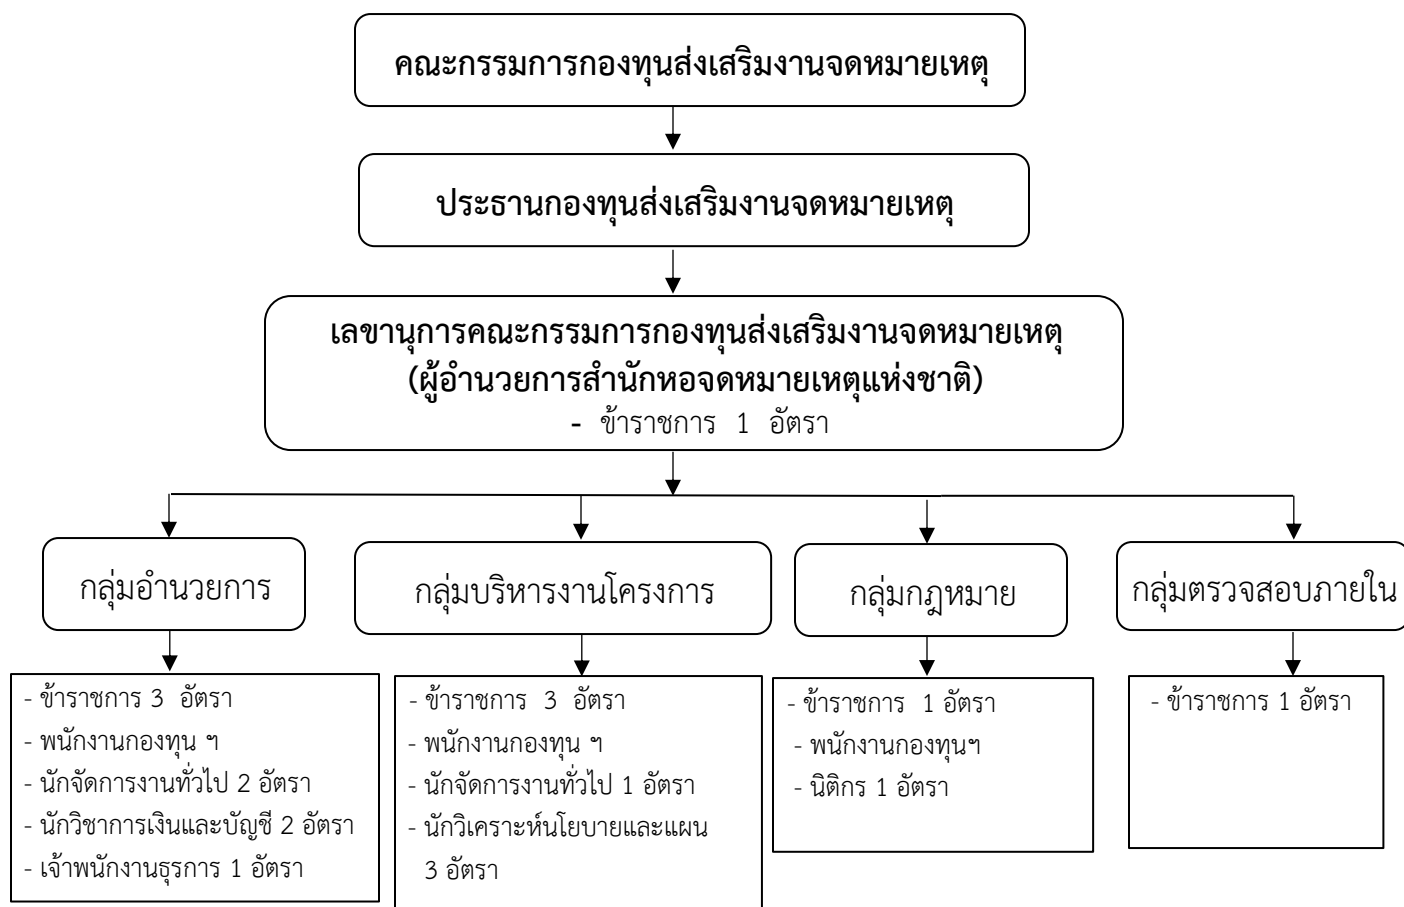 คณะกรรมการกองทุนส่งเสริมงานจดหมายเหตุ
ประธานกองทุนส่งเสริมงานจดหมายเหตุ
เลขานุการคณะกรรมการกองทุนส่งเสริมงานจดหมายเหตุ
(ผู้อำนวยการสำนักหอจดหมายเหตุแห่งชาติ)
- ข้าราชการ 1 อัตรา
กลุ่มอำนวยการ
- ข้าราชการ 3 อัตรา
- พนักงานกองทุน ฯ
- นักจัดการงานทั่วไป 2 อัตรา
- นักวิชาการเงินและบัญชี 2 อัตรา
- เจ้าพนักงานธุรการ 1 อัตรา
กลุ่มบริหารงานโครงการ
- ข้าราชการ 3 อัตรา
- พนักงานกองทุน ฯ
- นักจัดการงานทั่วไป 1 อัตรา
- นักวิเคราะห์นโยบายและแผน
3 อัตรา
กลุ่มกฎหมาย
- ข้าราชการ 1 อัตรา
- พนักงานกองทุนฯ
- นิติกร 1 อัตรา
กลุ่มตรวจสอบภายใน
- ข้าราชการ 1 อัตรา